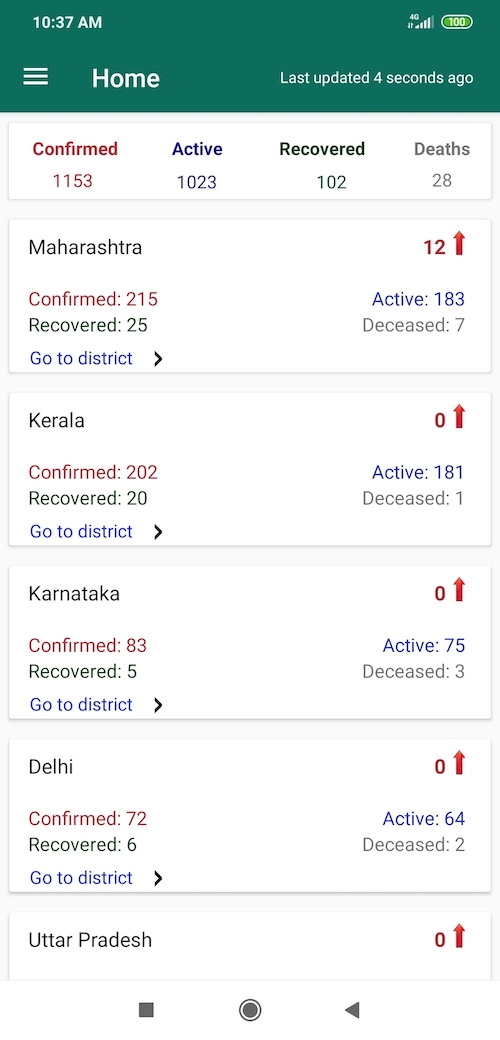 10:37 AM 4G 100
Home Last updated 4 seconds ago
Confirmed Active Recovered Deaths
1153 1023 102 28
Maharashtra 12
Confirmed: 215 Active: 183
Recovered: 25 Deceased: 7
Go to district
Kerala 0
Confirmed: 202 Active: 181
Recovered: 20 Deceased: 1
Go to district
Karnataka 0
Confirmed: 83 Active: 75
Recovered: 5 Deceased: 3
Go to district
Delhi 0
Confirmed: 72 Active: 64
Recovered: 6 Deceased: 2
Go to district
Uttar Pradesh 0